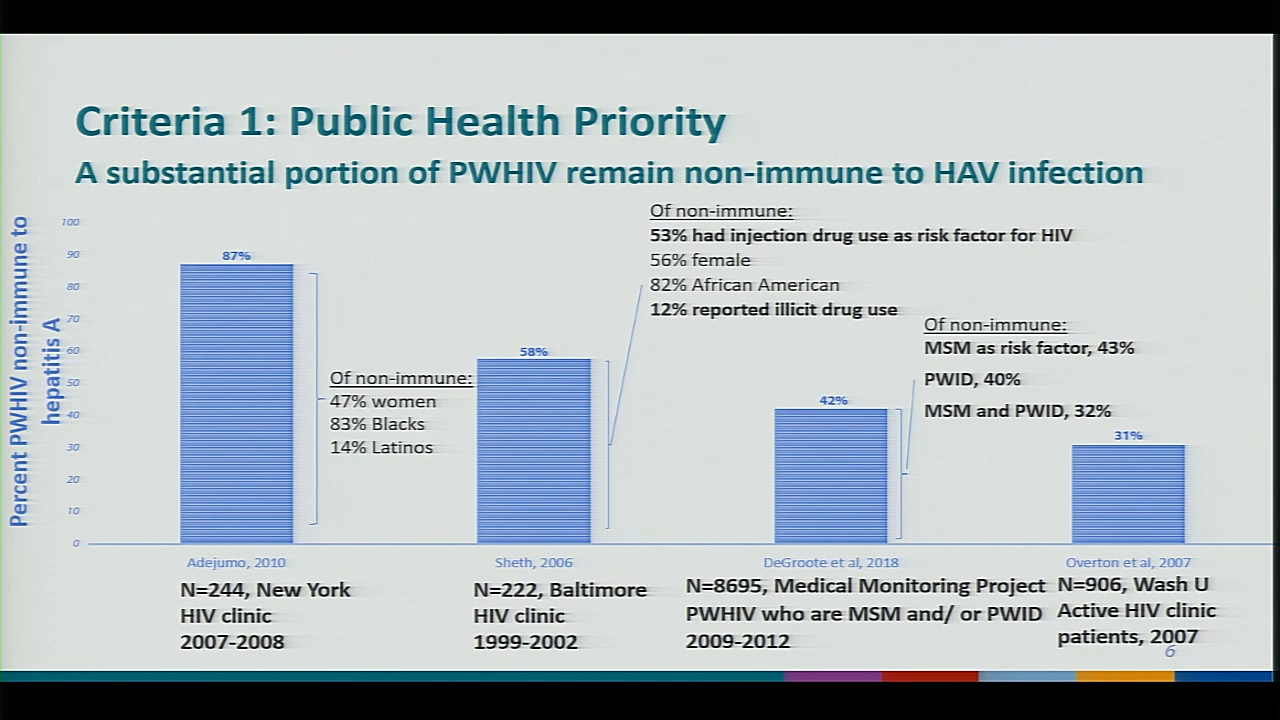 Criteria 1: Public Health Priority
A substantial portion of PWHIV remain non-immune to HAV infection
Percent PWHIV non-immune to
hepatitis A
100
90
80
70
60
50
40
30
20
10
0
87%
58%
42%
31%
Of non-immune:
47% women
83% Blacks
14% Latinos
Of non-immune:
53% had injection drug use as risk factor for HIV
56% female
82% African American
12% reported illicit drug use
Of non-immune:
MSM as risk factor, 43%
PWID, 40%
MSM and PWID, 32%
Adejumo, 2010
N=244, New York
HIV clinic
2007-2008
Sheth, 2006
N=222, Baltimore
HIV clinic
1999-2002
DeGroote et al, 2018
N=8695, Medical Monitoring Project
PWHIV who are MSM and/ or PWID
2009-2012
Overton et al, 2007
N=906, Wash U
Active HIV clinic
patients, 2007
6